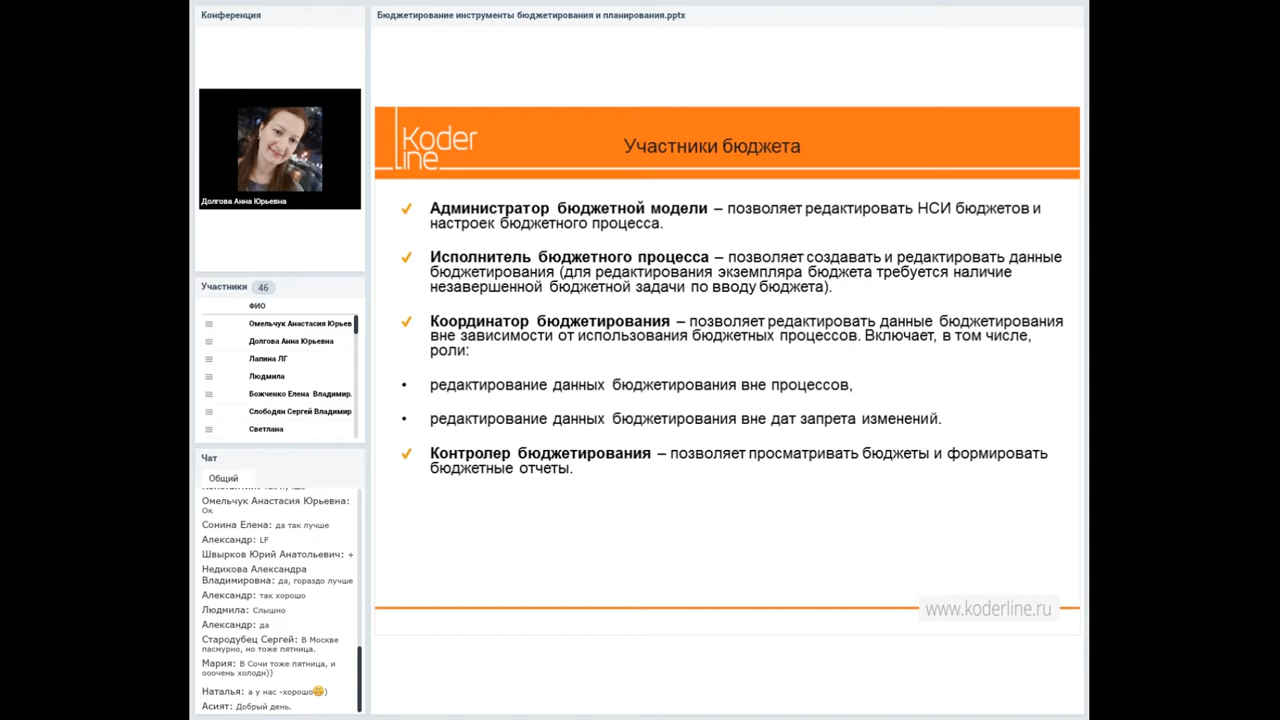 Конференция
Долгова Анна Юрьевна
Участники 46
ФИО
Омельчук Анастасия Юрьев
Долгова Анна Юрьевна
Лапина ЛГ
Людмила
Божченко Елена Владимир.
Слободян Сергей Владимир
Светлана
Чат
Общий
Омельчук Анастасия Юрьевна:
Ок
Сонина Елена: да так лучше
Александр: LF
Швырков Юрий Анатольевич: +
Недикова Александра
Владимировна: да, гораздо лучше
Александр: так хорошо
Людмила: Слышно
Александр: да
Стародубец Сергей: В Москве
пасмурно, но тоже пятница.
Мария: В Сочи тоже пятница, и
ооочень холодн))
Наталья: а у нас -хорошо )
Асият: Добрый день.
Бюджетирование инструменты бюджетирования и планирования.pptx
Koder
line
Участники бюджета
✓ Администратор бюджетной модели – позволяет редактировать НСИ бюджетов и
настроек бюджетного процесса.
✓ Исполнитель бюджетного процесса – позволяет создавать и редактировать данные
бюджетирования (для редактирования экземпляра бюджета требуется наличие
незавершенной бюджетной задачи по вводу бюджета).
✓ Координатор бюджетирования – позволяет редактировать данные бюджетирования
вне зависимости от использования бюджетных процессов. Включает, в том числе,
роли:
• редактирование данных бюджетирования вне процессов,
• редактирование данных бюджетирования вне дат запрета изменений.
✓ Контролер бюджетирования – позволяет просматривать бюджеты и формировать
бюджетные отчеты.
www.koderline.ru